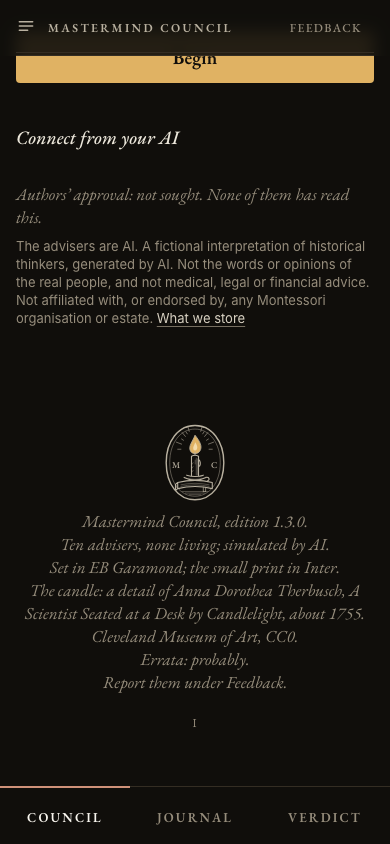 MASTERMIND COUNCIL
FEEDBACK
Begin
Connect from your AI
Authors’ approval: not sought. None of them has read
this.
The advisers are AI. A fictional interpretation of historical
thinkers, generated by AI. Not the words or opinions of
the real people, and not medical, legal or financial advice.
Not affiliated with, or endorsed by, any Montessori
organisation or estate. What we store
M C
Mastermind Council, edition 1.3.0.
Ten advisers, none living; simulated by AI.
Set in EB Garamond; the small print in Inter.
The candle: a detail of Anna Dorothea Therbusch, A
Scientist Seated at a Desk by Candlelight, about 1755.
Cleveland Museum of Art, CC0.
Errata: probably.
Report them under Feedback.
I
COUNCIL
JOURNAL
VERDICT